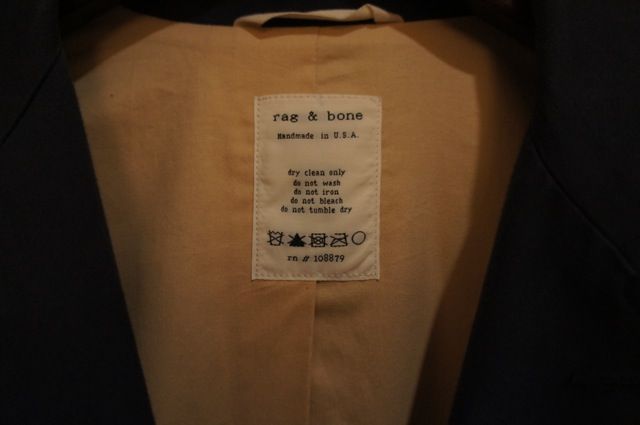 rag & bone
Handmade in U.S.A.
dry clean only
do not wash
do not iron
do not bleach
do not tumble dry
rn // 108879